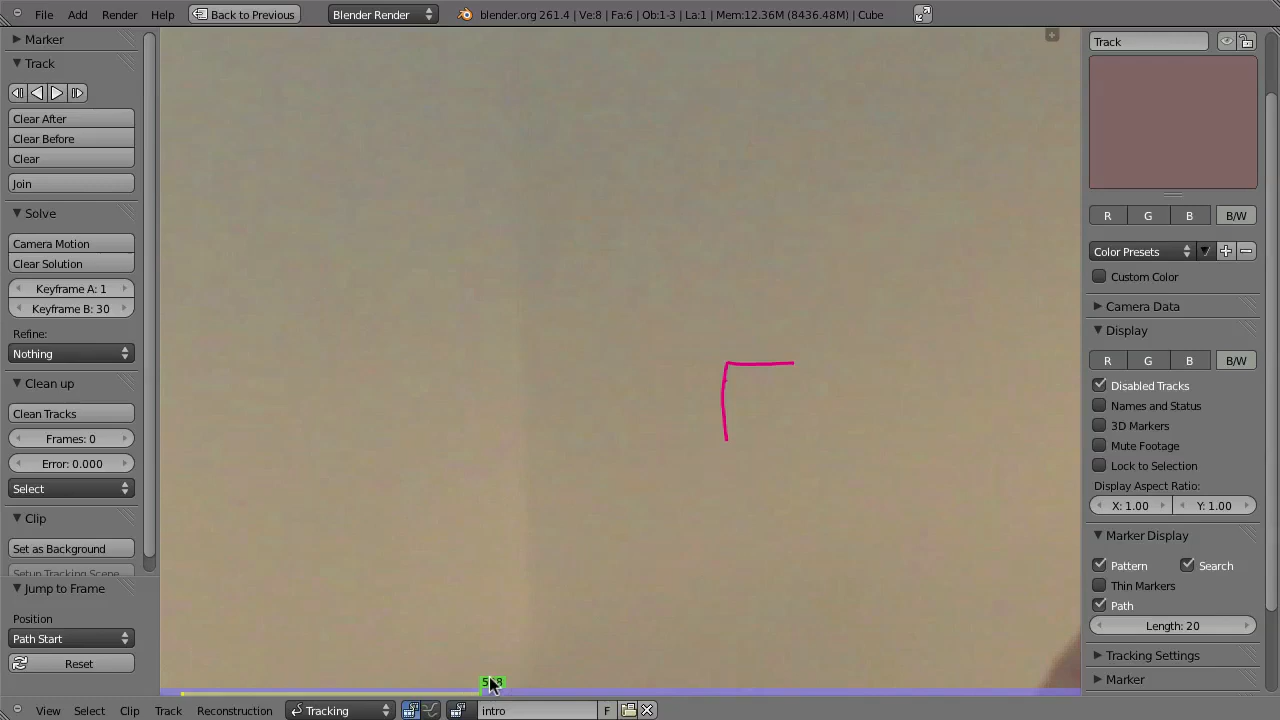 File Add Render Help Back to Previous Blender Render blender.org 261.4 | Ve:8 | Fa:6 | Ob:1-3 | La:1 | Mem:12.36M (8436.48M) | Cube
Marker
Track
Clear After
Clear Before
Clear
Join
Solve
Camera Motion
Clear Solution
Keyframe A: 1
Keyframe B: 30
Refine:
Nothing
Clean up
Clean Tracks
Frames: 0
Error: 0.000
Select
Clip
Set as Background
Setup Tracking Scene
Jump to Frame
Position
Path Start
Reset
Track
R G B B/W
Color Presets
Custom Color
Camera Data
Display
R G B B/W
Disabled Tracks
Names and Status
3D Markers
Mute Footage
Lock to Selection
Display Aspect Ratio:
X: 1.00 Y: 1.00
Marker Display
Pattern Search
Thin Markers
Path
Length: 20
Tracking Settings
Marker
View Select Clip Track Reconstruction Tracking intro F